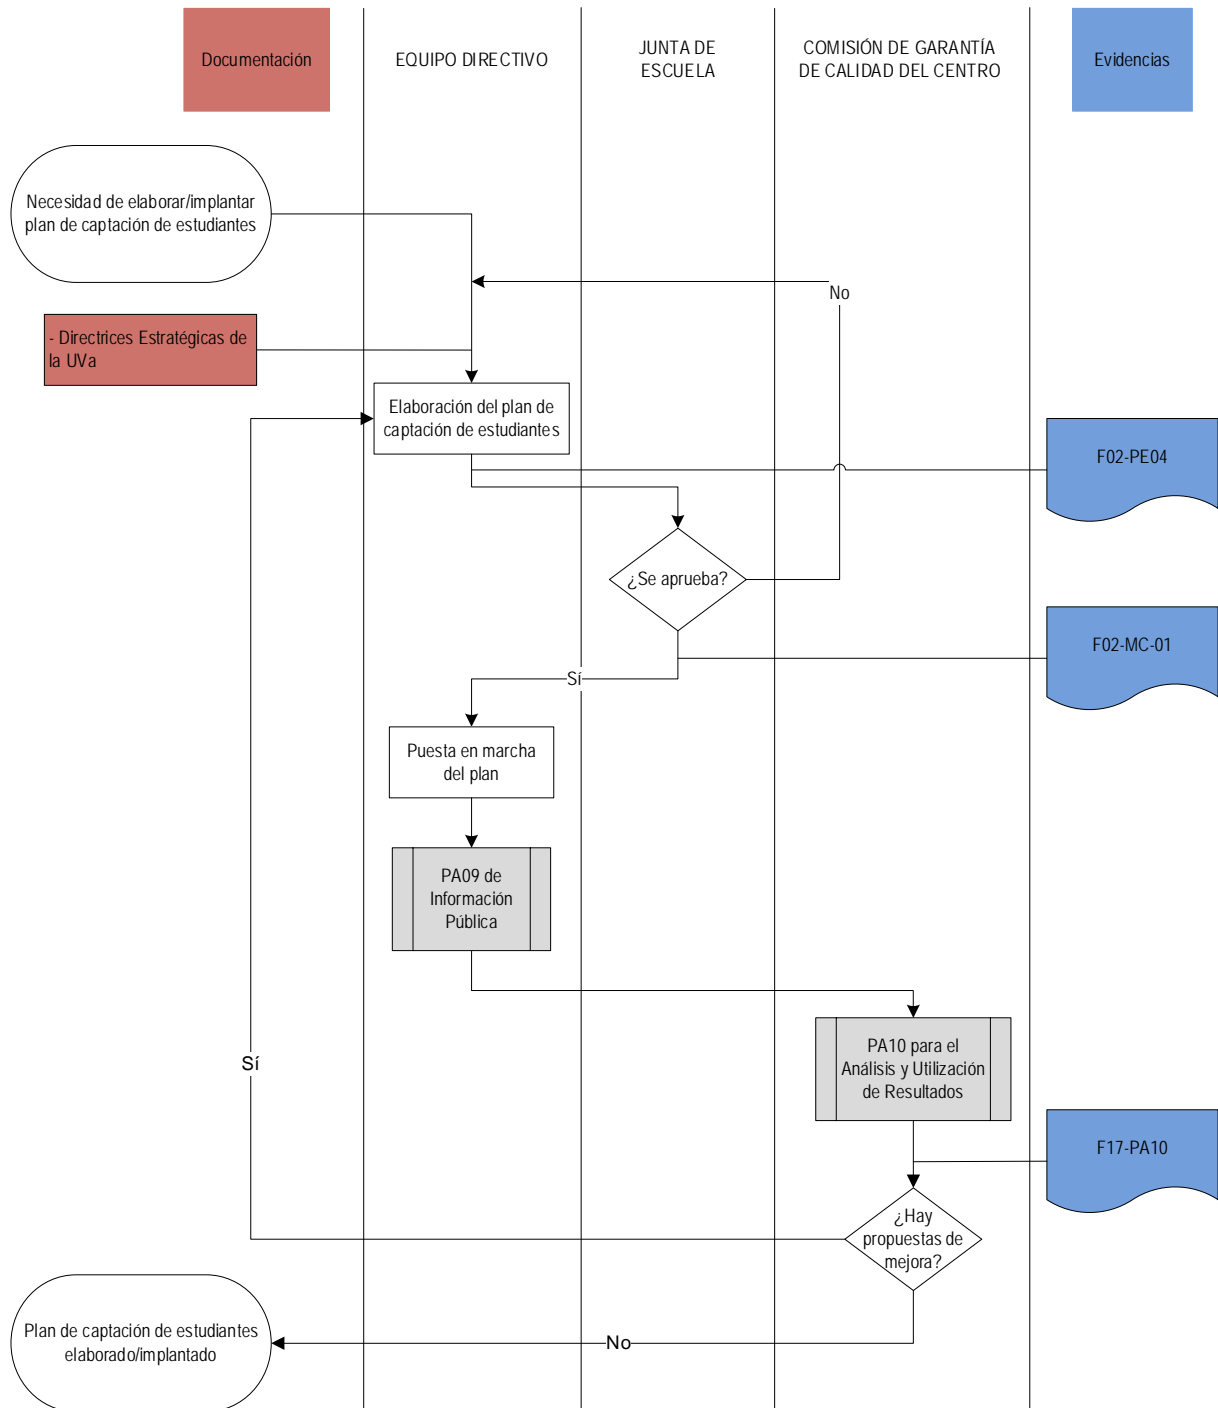 Documentación
EQUIPO DIRECTIVO
JUNTA DE
ESCUELA
COMISIÓN DE GARANTÍA
DE CALIDAD DEL CENTRO
Evidencias
Necesidad de elaborar/implantar
plan de captación de estudiantes
No
- Directrices Estratégicas de
la UVa
Elaboración del plan de
captación de estudiantes
F02-PE04
¿Se aprueba?
F02-MC-01
Sí
Puesta en marcha
del plan
PA09 de
Información
Pública
PA10 para el
Análisis y Utilización
de Resultados
Sí
F17-PA10
¿Hay
propuestas de
mejora?
Plan de captación de estudiantes
elaborado/implantado
No